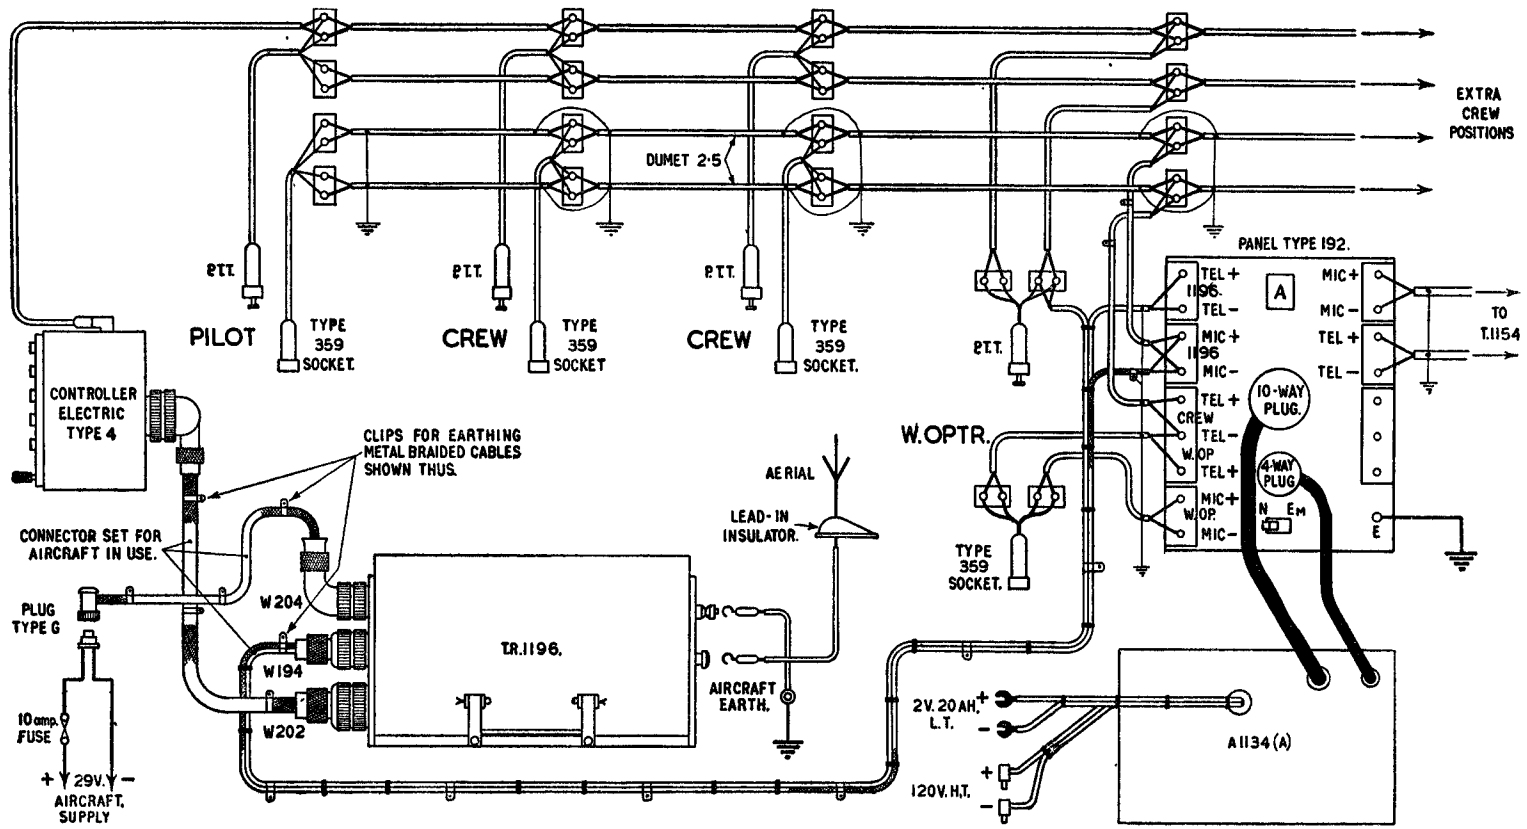 EXTRA
CREW
POSITIONS
DUMET 2·5
PANEL TYPE 192.
P.T.T.
P.T.T.
P.T.T.
PILOT
TYPE
359
SOCKET.
CREW
TYPE
359
SOCKET
CREW
TYPE
359
SOCKET.
P.T.T.
TEL +
1196.
TEL -
A
MIC +
MIC -
TO
T.1154
MIC +
1196
MIC -
TEL +
TEL -
CONTROLLER
ELECTRIC
TYPE 4
TEL +
CREW
TEL -
W.OP
TEL +
10-WAY
PLUG.
W.OPTR.
CLIPS FOR EARTHING
METAL BRAIDED CABLES
SHOWN THUS.
AERIAL
4-WAY
PLUG
MIC +
W.OP.
MIC -
N EM
E
LEAD-IN
INSULATOR.
CONNECTOR SET FOR
AIRCRAFT IN USE.
TYPE
359
SOCKET.
PLUG
TYPE G
W204
T.R.1196.
W194
AIRCRAFT
EARTH.
W202
10 amp.
FUSE
+ 29V. -
AIRCRAFT,
SUPPLY
+
2V. 20AH.
L.T.
-
A1134 (A)
+
120V. H.T.
-